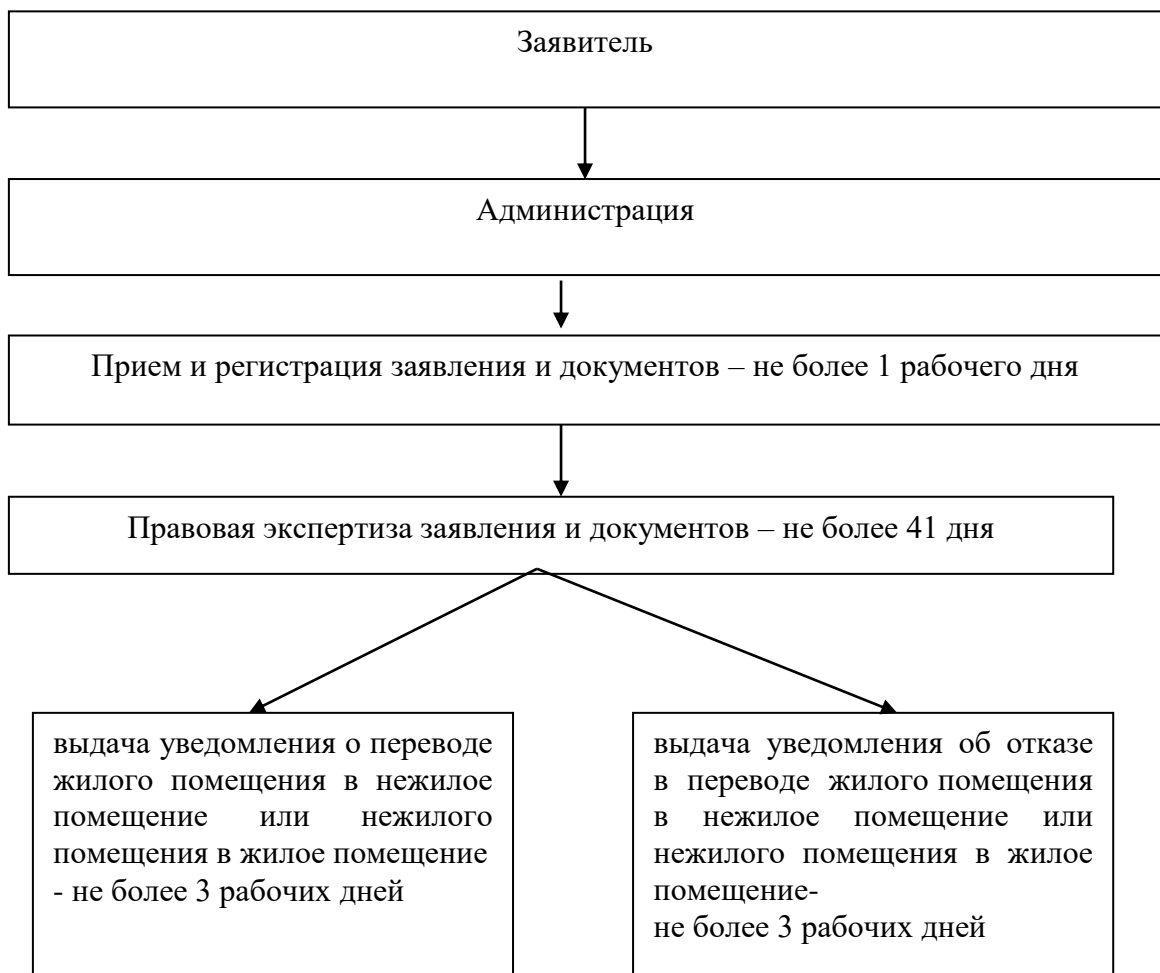 Заявитель
Администрация
Прием и регистрация заявления и документов – не более 1 рабочего дня
Правовая экспертиза заявления и документов – не более 41 дня
выдача уведомления о переводе
жилого помещения в нежилое
помещение или нежилого
помещения в жилое помещение
- не более 3 рабочих дней
выдача уведомления об отказе
в переводе жилого помещения
в нежилое помещение или
нежилого помещения в жилое
помещение-
не более 3 рабочих дней